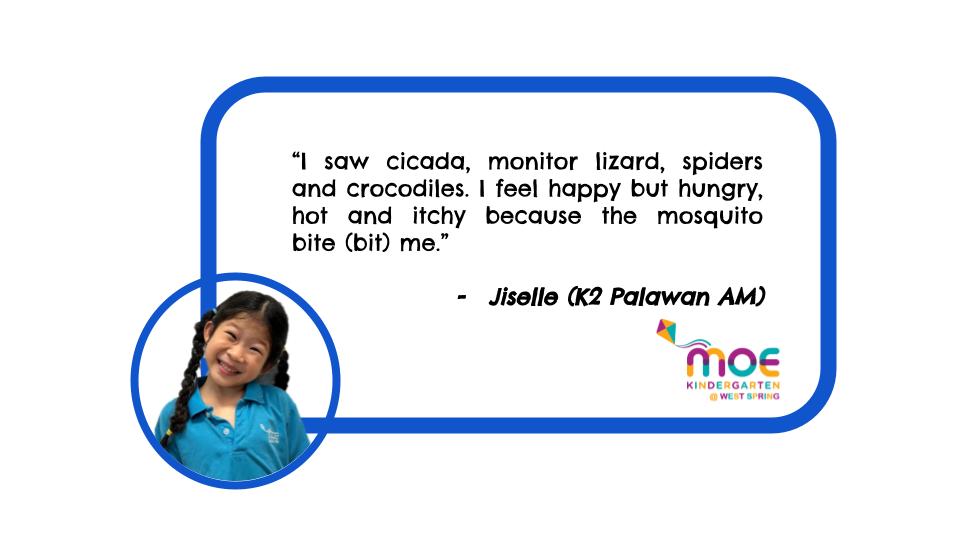 “I saw cicada, monitor lizard, spiders
and crocodiles. I feel happy but hungry,
hot and itchy because the mosquito
bite (bit) me.”
- Jiselle (K2 Palawan AM)
moe
KINDERGARTEN
@ WEST SPRING